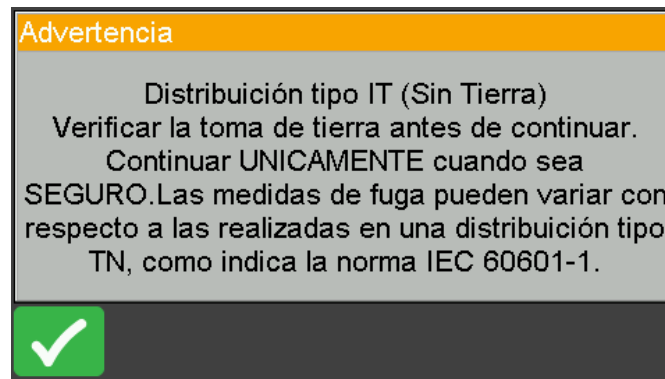 Advertencia
Distribuición tipo IT (Sin Tierra)
Verificar la toma de tierra antes de continuar.
Continuar UNICAMENTE cuando sea
SEGURO.Las medidas de fuga pueden variar con
respecto a las realizadas en una distribución tipo
TN, como indica la norma IEC 60601-1.